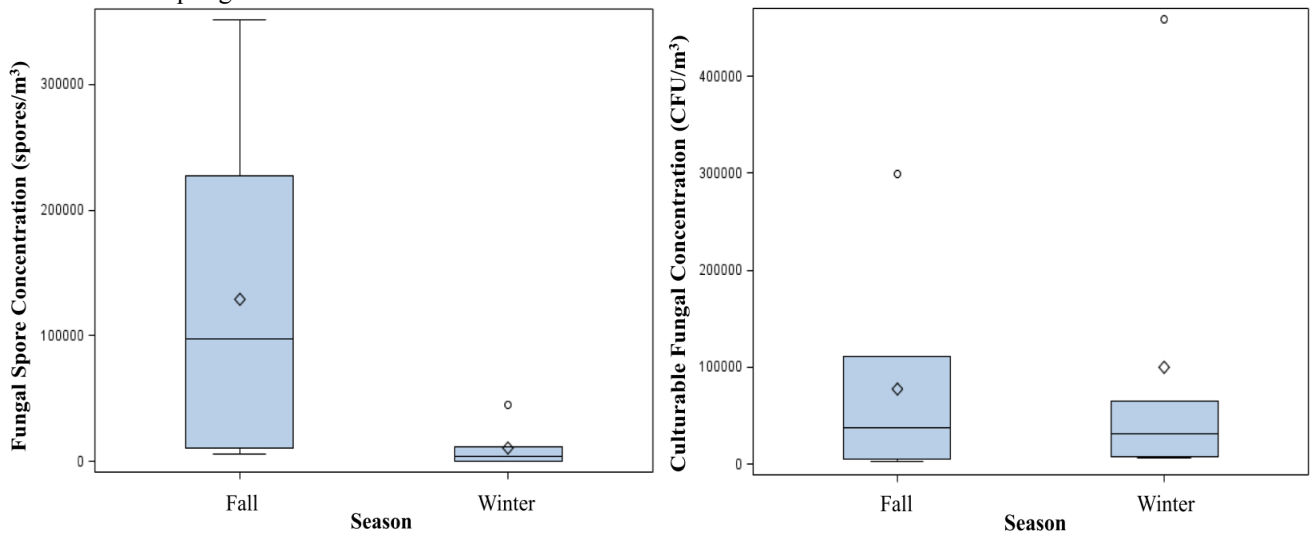 Fungal Spore Concentration (spores/m³)
300000
200000
100000
0
Fall
Winter
Season
Culturable Fungal Concentration (CFU/m³)
400000
300000
200000
100000
0
Fall
Winter
Season